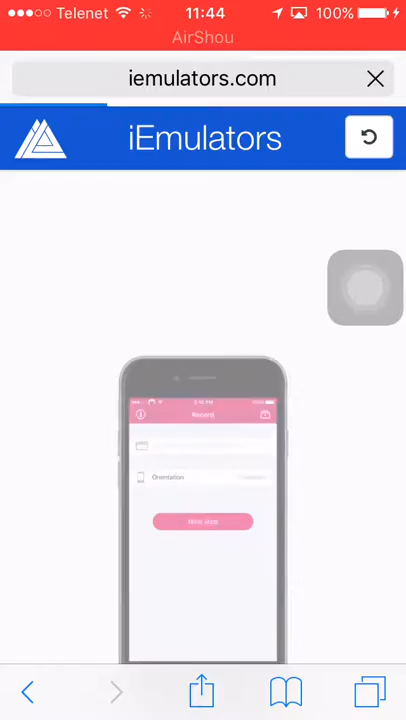 Telenet 11:44 100%
AirShou
iemulators.com
iEmulators
Record
Orientation